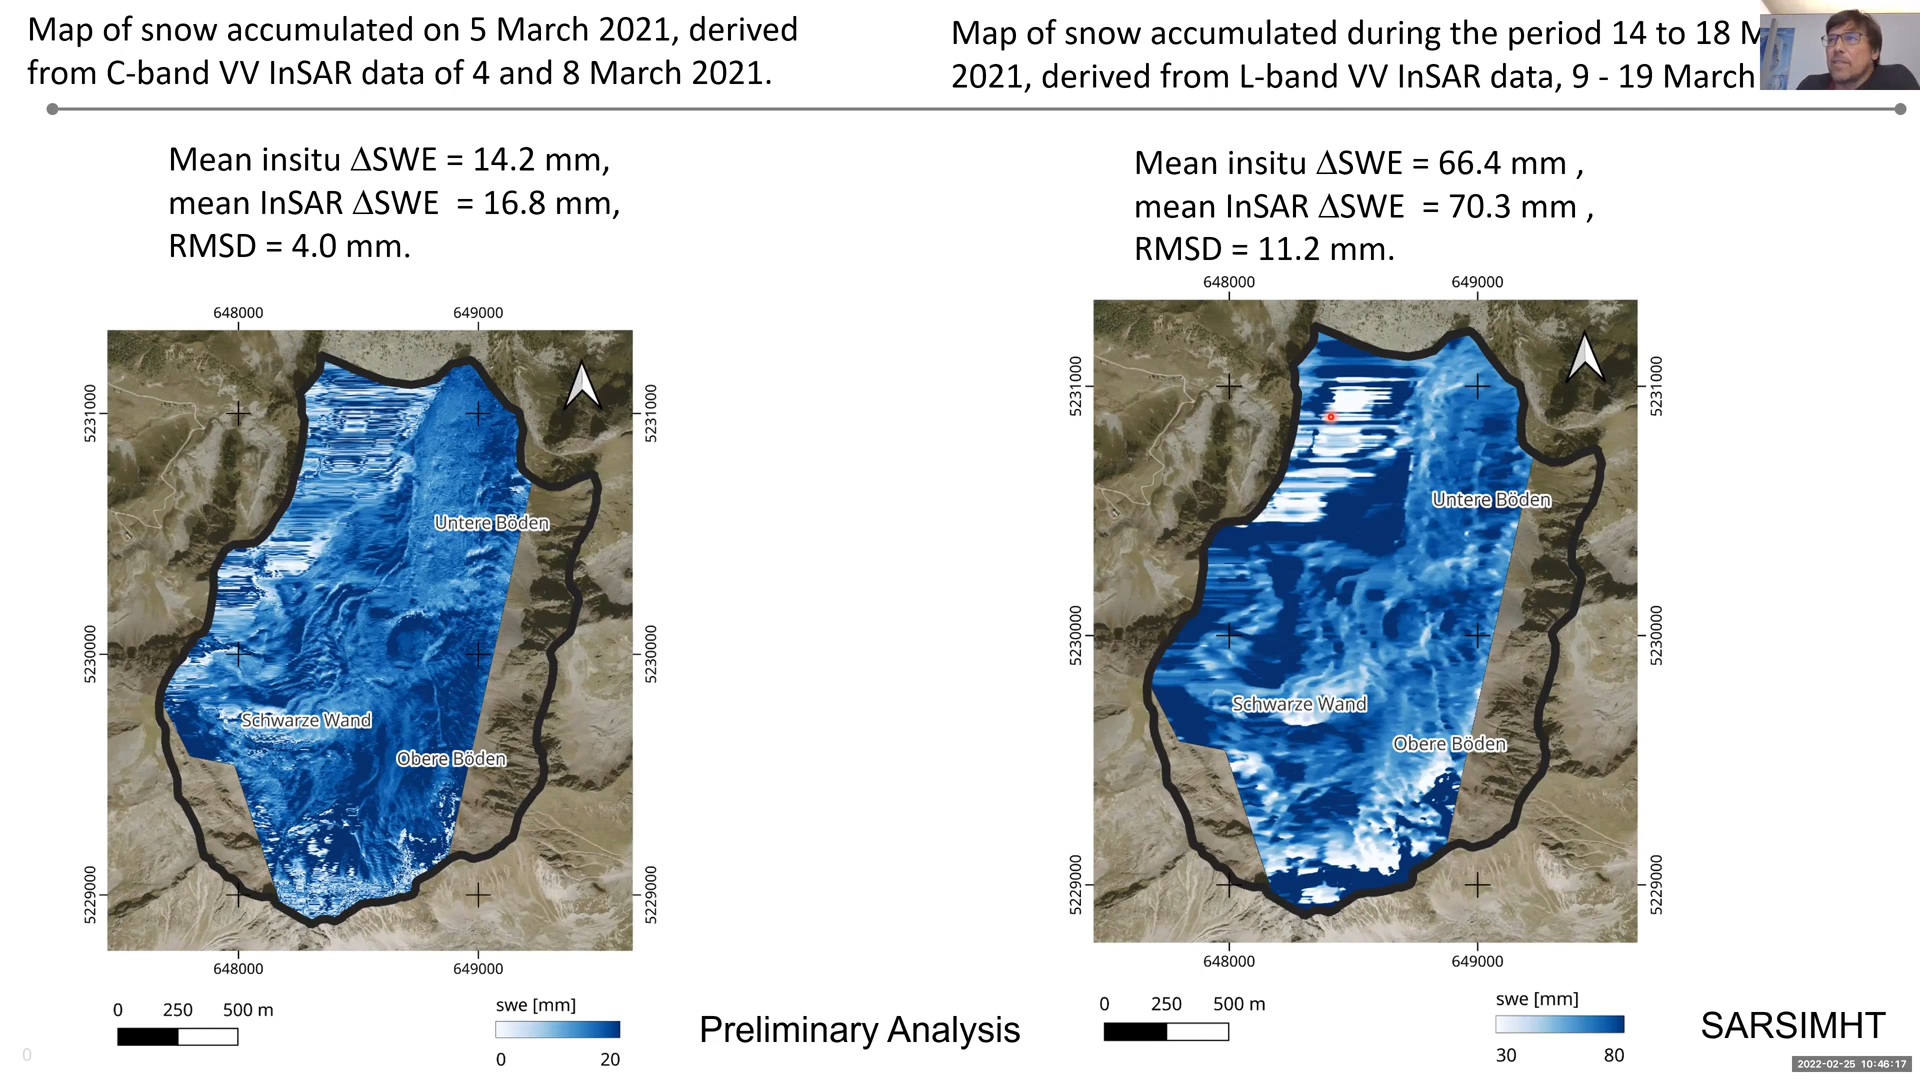 Map of snow accumulated on 5 March 2021, derived
from C-band VV InSAR data of 4 and 8 March 2021.
Map of snow accumulated during the period 14 to 18 M
2021, derived from L-band VV InSAR data, 9 - 19 March
Mean insitu ΔSWE = 14.2 mm,
mean InSAR ΔSWE = 16.8 mm,
RMSD = 4.0 mm.
Mean insitu ΔSWE = 66.4 mm ,
mean InSAR ΔSWE = 70.3 mm ,
RMSD = 11.2 mm.
648000 649000
5231000 5231000
Untere Böden
5230000 5230000
Schwarze Wand
Obere Böden
5229000 5229000
648000 649000
0 250 500 m
swe [mm]
0 20
648000 649000
5231000 5231000
Untere Böden
5230000 5230000
Schwarze Wand
Obere Böden
5229000 5229000
648000 649000
0 250 500 m
swe [mm]
30 80
Preliminary Analysis
SARSIMHT
0
2022-02-25 10:46:17